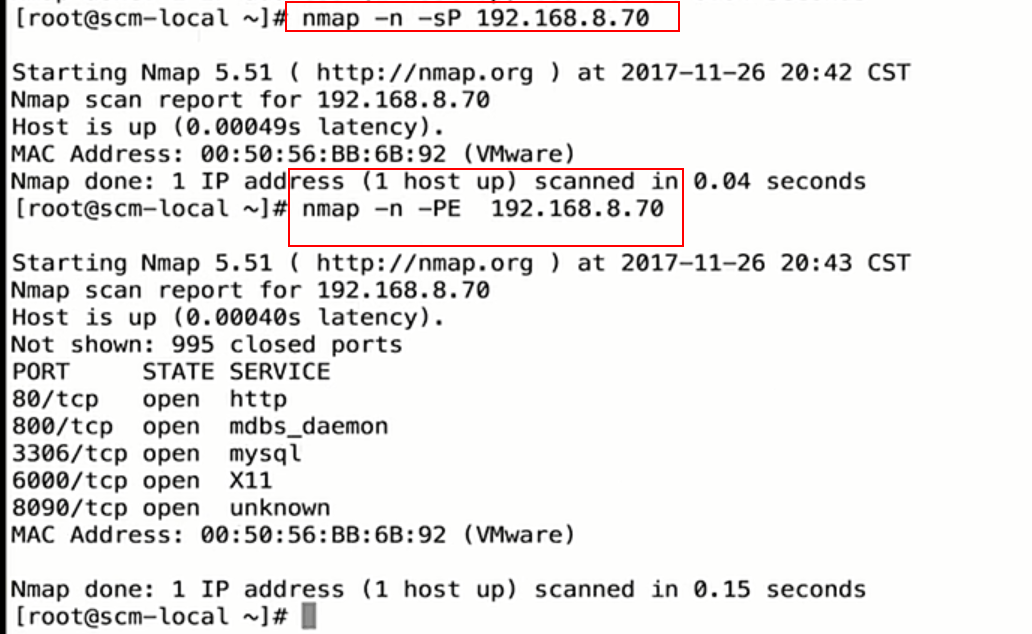 [root@scm-local ~]# nmap -n -sP 192.168.8.70
Starting Nmap 5.51 ( http://nmap.org ) at 2017-11-26 20:42 CST
Nmap scan report for 192.168.8.70
Host is up (0.00049s latency).
MAC Address: 00:50:56:BB:6B:92 (VMware)
Nmap done: 1 IP address (1 host up) scanned in 0.04 seconds
[root@scm-local ~]# nmap -n -PE  192.168.8.70
Starting Nmap 5.51 ( http://nmap.org ) at 2017-11-26 20:43 CST
Nmap scan report for 192.168.8.70
Host is up (0.00040s latency).
Not shown: 995 closed ports
PORT     STATE SERVICE
80/tcp   open  http
800/tcp  open  mdbs_daemon
3306/tcp open  mysql
6000/tcp open  X11
8090/tcp open  unknown
MAC Address: 00:50:56:BB:6B:92 (VMware)
Nmap done: 1 IP address (1 host up) scanned in 0.15 seconds
[root@scm-local ~]#